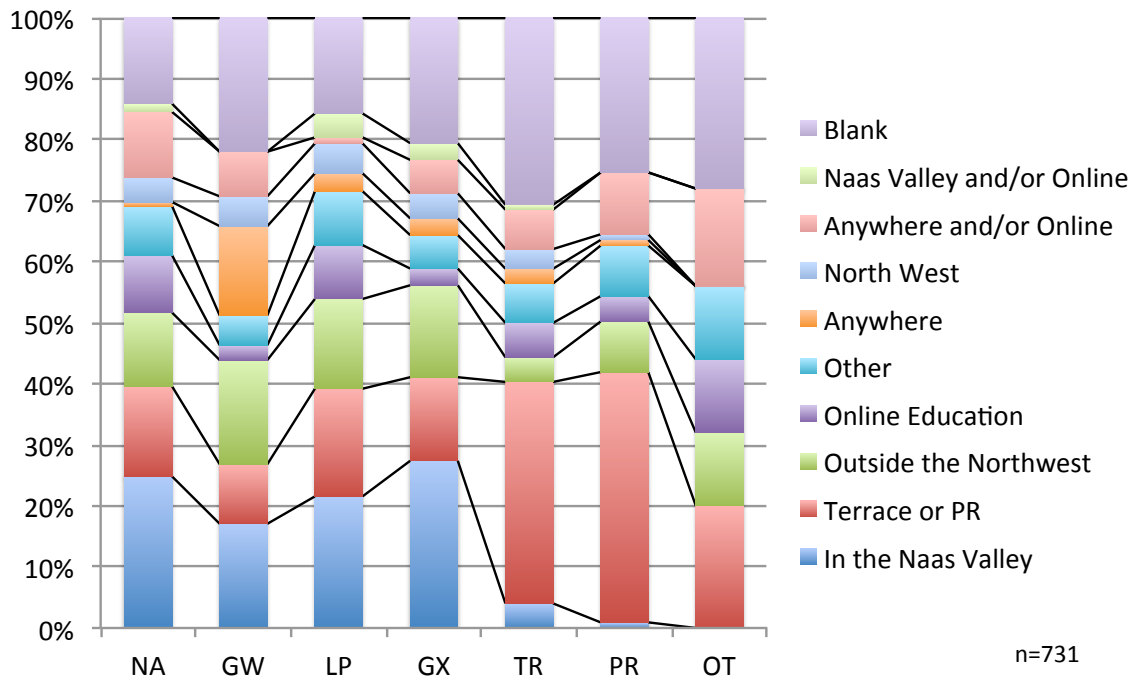 100%
90%
80%
70%
60%
50%
40%
30%
20%
10%
0%
NA GW LP GX TR PR OT
Blank
Naas Valley and/or Online
Anywhere and/or Online
North West
Anywhere
Other
Online Education
Outside the Northwest
Terrace or PR
In the Naas Valley
n=731